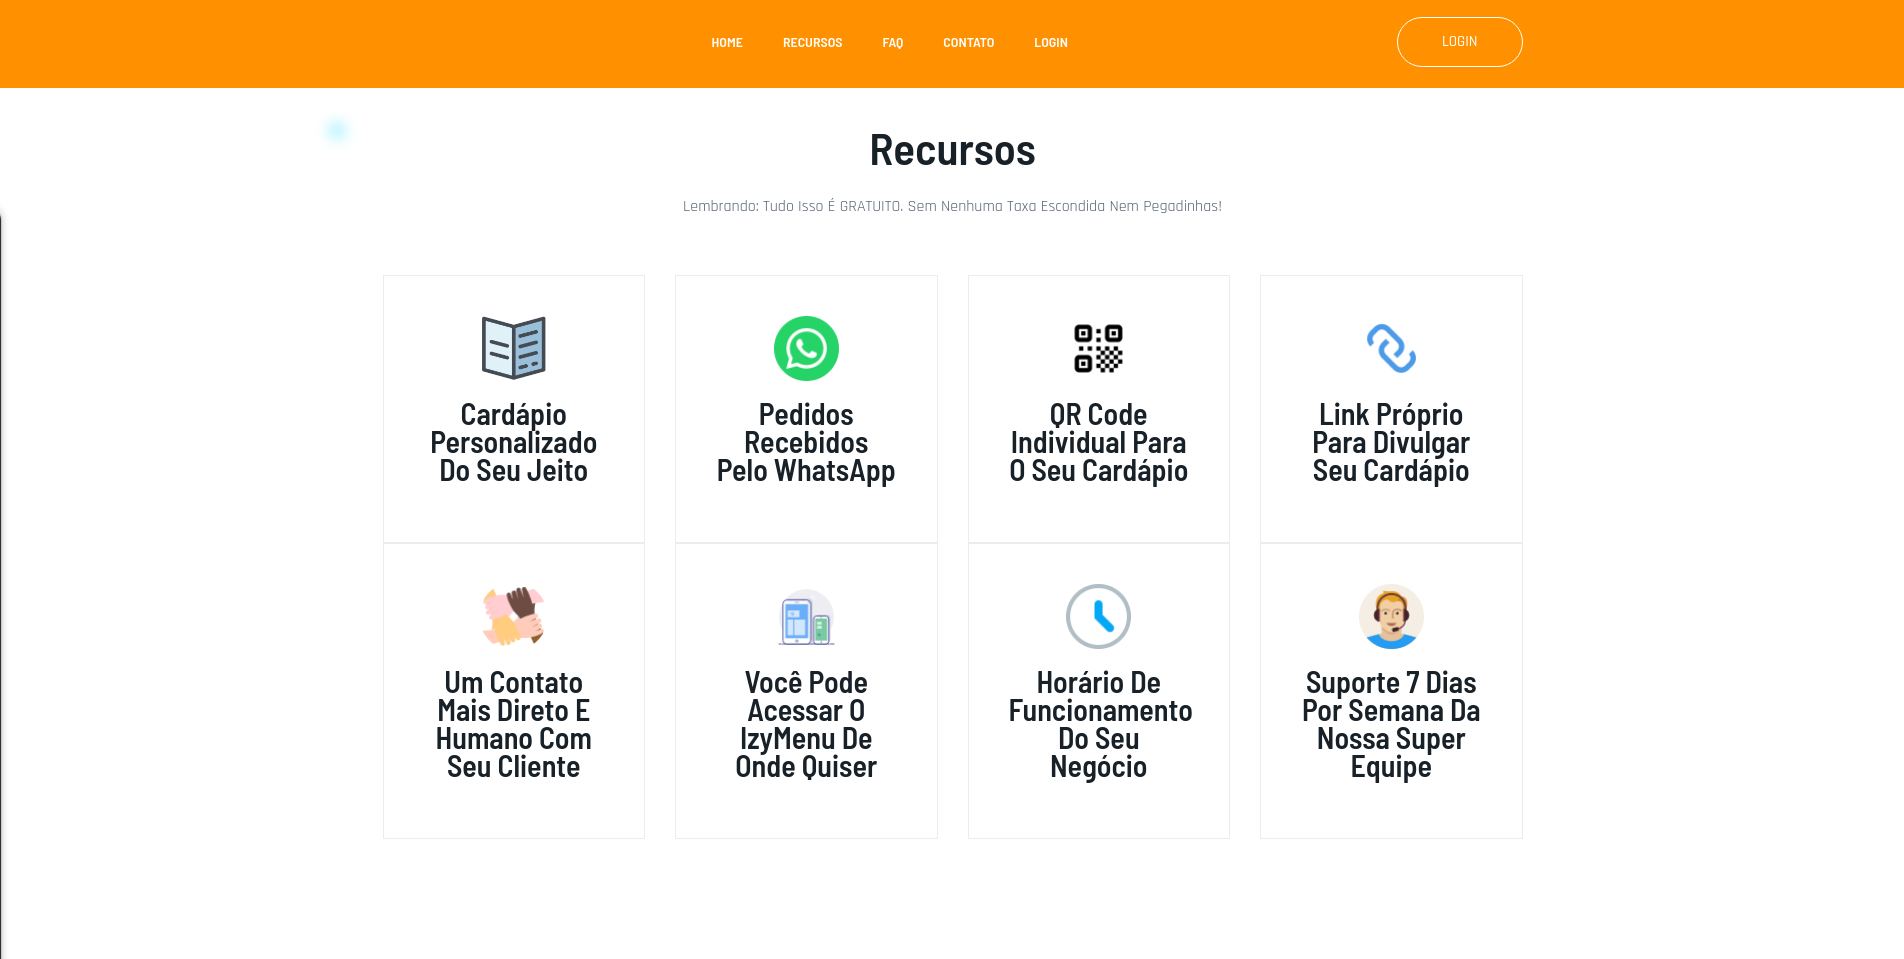 HOME RECURSOS FAQ CONTATO LOGIN
LOGIN
Recursos
Lembrando: Tudo Isso É GRATUITO. Sem Nenhuma Taxa Escondida Nem Pegadinhas!
Cardápio
Personalizado
Do Seu Jeito
Pedidos
Recebidos
Pelo WhatsApp
QR Code
Individual Para
O Seu Cardápio
Link Próprio
Para Divulgar
Seu Cardápio
Um Contato
Mais Direto E
Humano Com
Seu Cliente
Você Pode
Acessar O
IzyMenu De
Onde Quiser
Horário De
Funcionamento
Do Seu
Negócio
Suporte 7 Dias
Por Semana Da
Nossa Super
Equipe